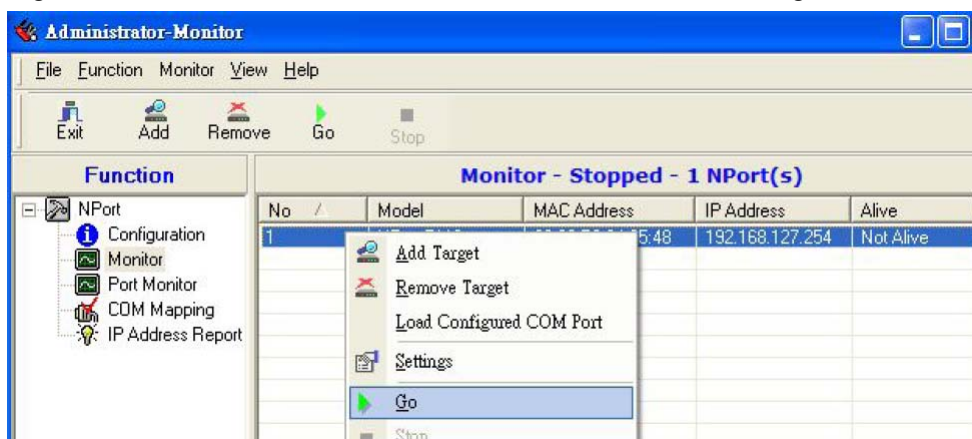 Administrator-Monitor
File Function Monitor View Help
Exit Add Remove Go Stop
Function
Monitor - Stopped - 1 NPort(s)
NPort
Configuration
Monitor
Port Monitor
COM Mapping
IP Address Report
No Model MAC Address IP Address Alive
1 5:48 192.168.127.254 Not Alive
Add Target
Remove Target
Load Configured COM Port
Settings
Go
Stop